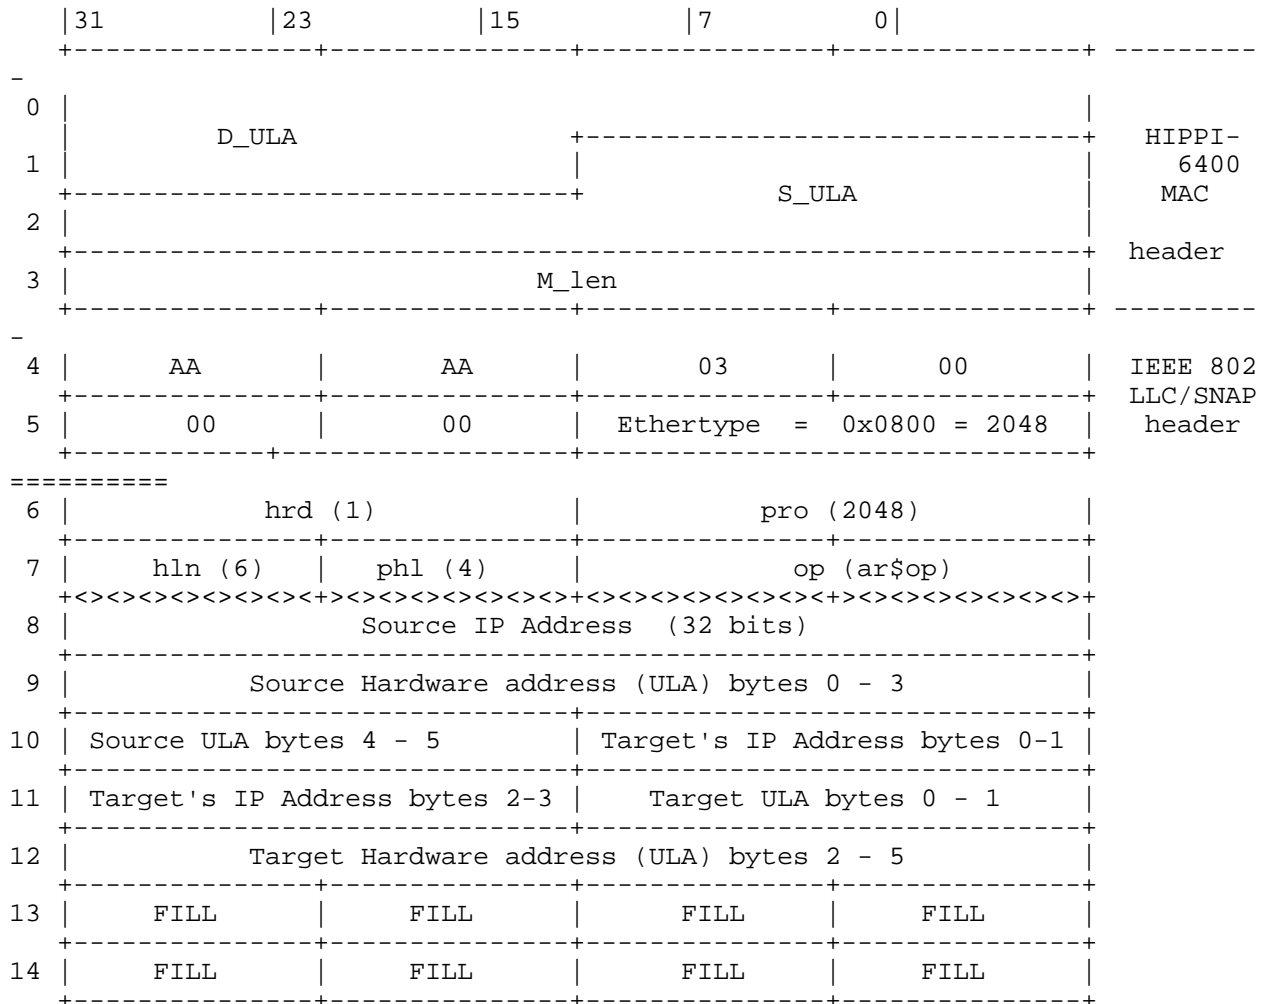 |31 |23 |15 |7 0|
+---------------+---------------+---------------+---------------+ ---------
-
0 | |
| D_ULA +-------------------------------+ HIPPI-
1 | | | 6400
+-------------------------------+ S_ULA | MAC
2 | |
+---------------------------------------------------------------+ header
3 | M_len |
+---------------+---------------+---------------+---------------+ ---------
-
4 | AA | AA | 03 | 00 | IEEE 802
+---------------+---------------+---------------+---------------+ LLC/SNAP
5 | 00 | 00 | Ethertype = 0x0800 = 2048 | header
+------------+------------------+-------------------------------+
==========
6 | hrd (1) | pro (2048) |
+---------------+---------------+---------------+---------------+
7 | hln (6) | phl (4) | op (ar$op) |
+<><><><><><><><+><><><><><><><>+<><><><><><><><+><><><><><><><>+
8 | Source IP Address (32 bits) |
+---------------------------------------------------------------+
9 | Source Hardware address (ULA) bytes 0 - 3 |
+-------------------------------+-------------------------------+
10 | Source ULA bytes 4 - 5 | Target's IP Address bytes 0-1 |
+-------------------------------+-------------------------------+
11 | Target's IP Address bytes 2-3 | Target ULA bytes 0 - 1 |
+-------------------------------+-------------------------------+
12 | Target Hardware address (ULA) bytes 2 - 5 |
+---------------+---------------+---------------+---------------+
13 | FILL | FILL | FILL | FILL |
+---------------+---------------+---------------+---------------+
14 | FILL | FILL | FILL | FILL |
+---------------+---------------+---------------+---------------+